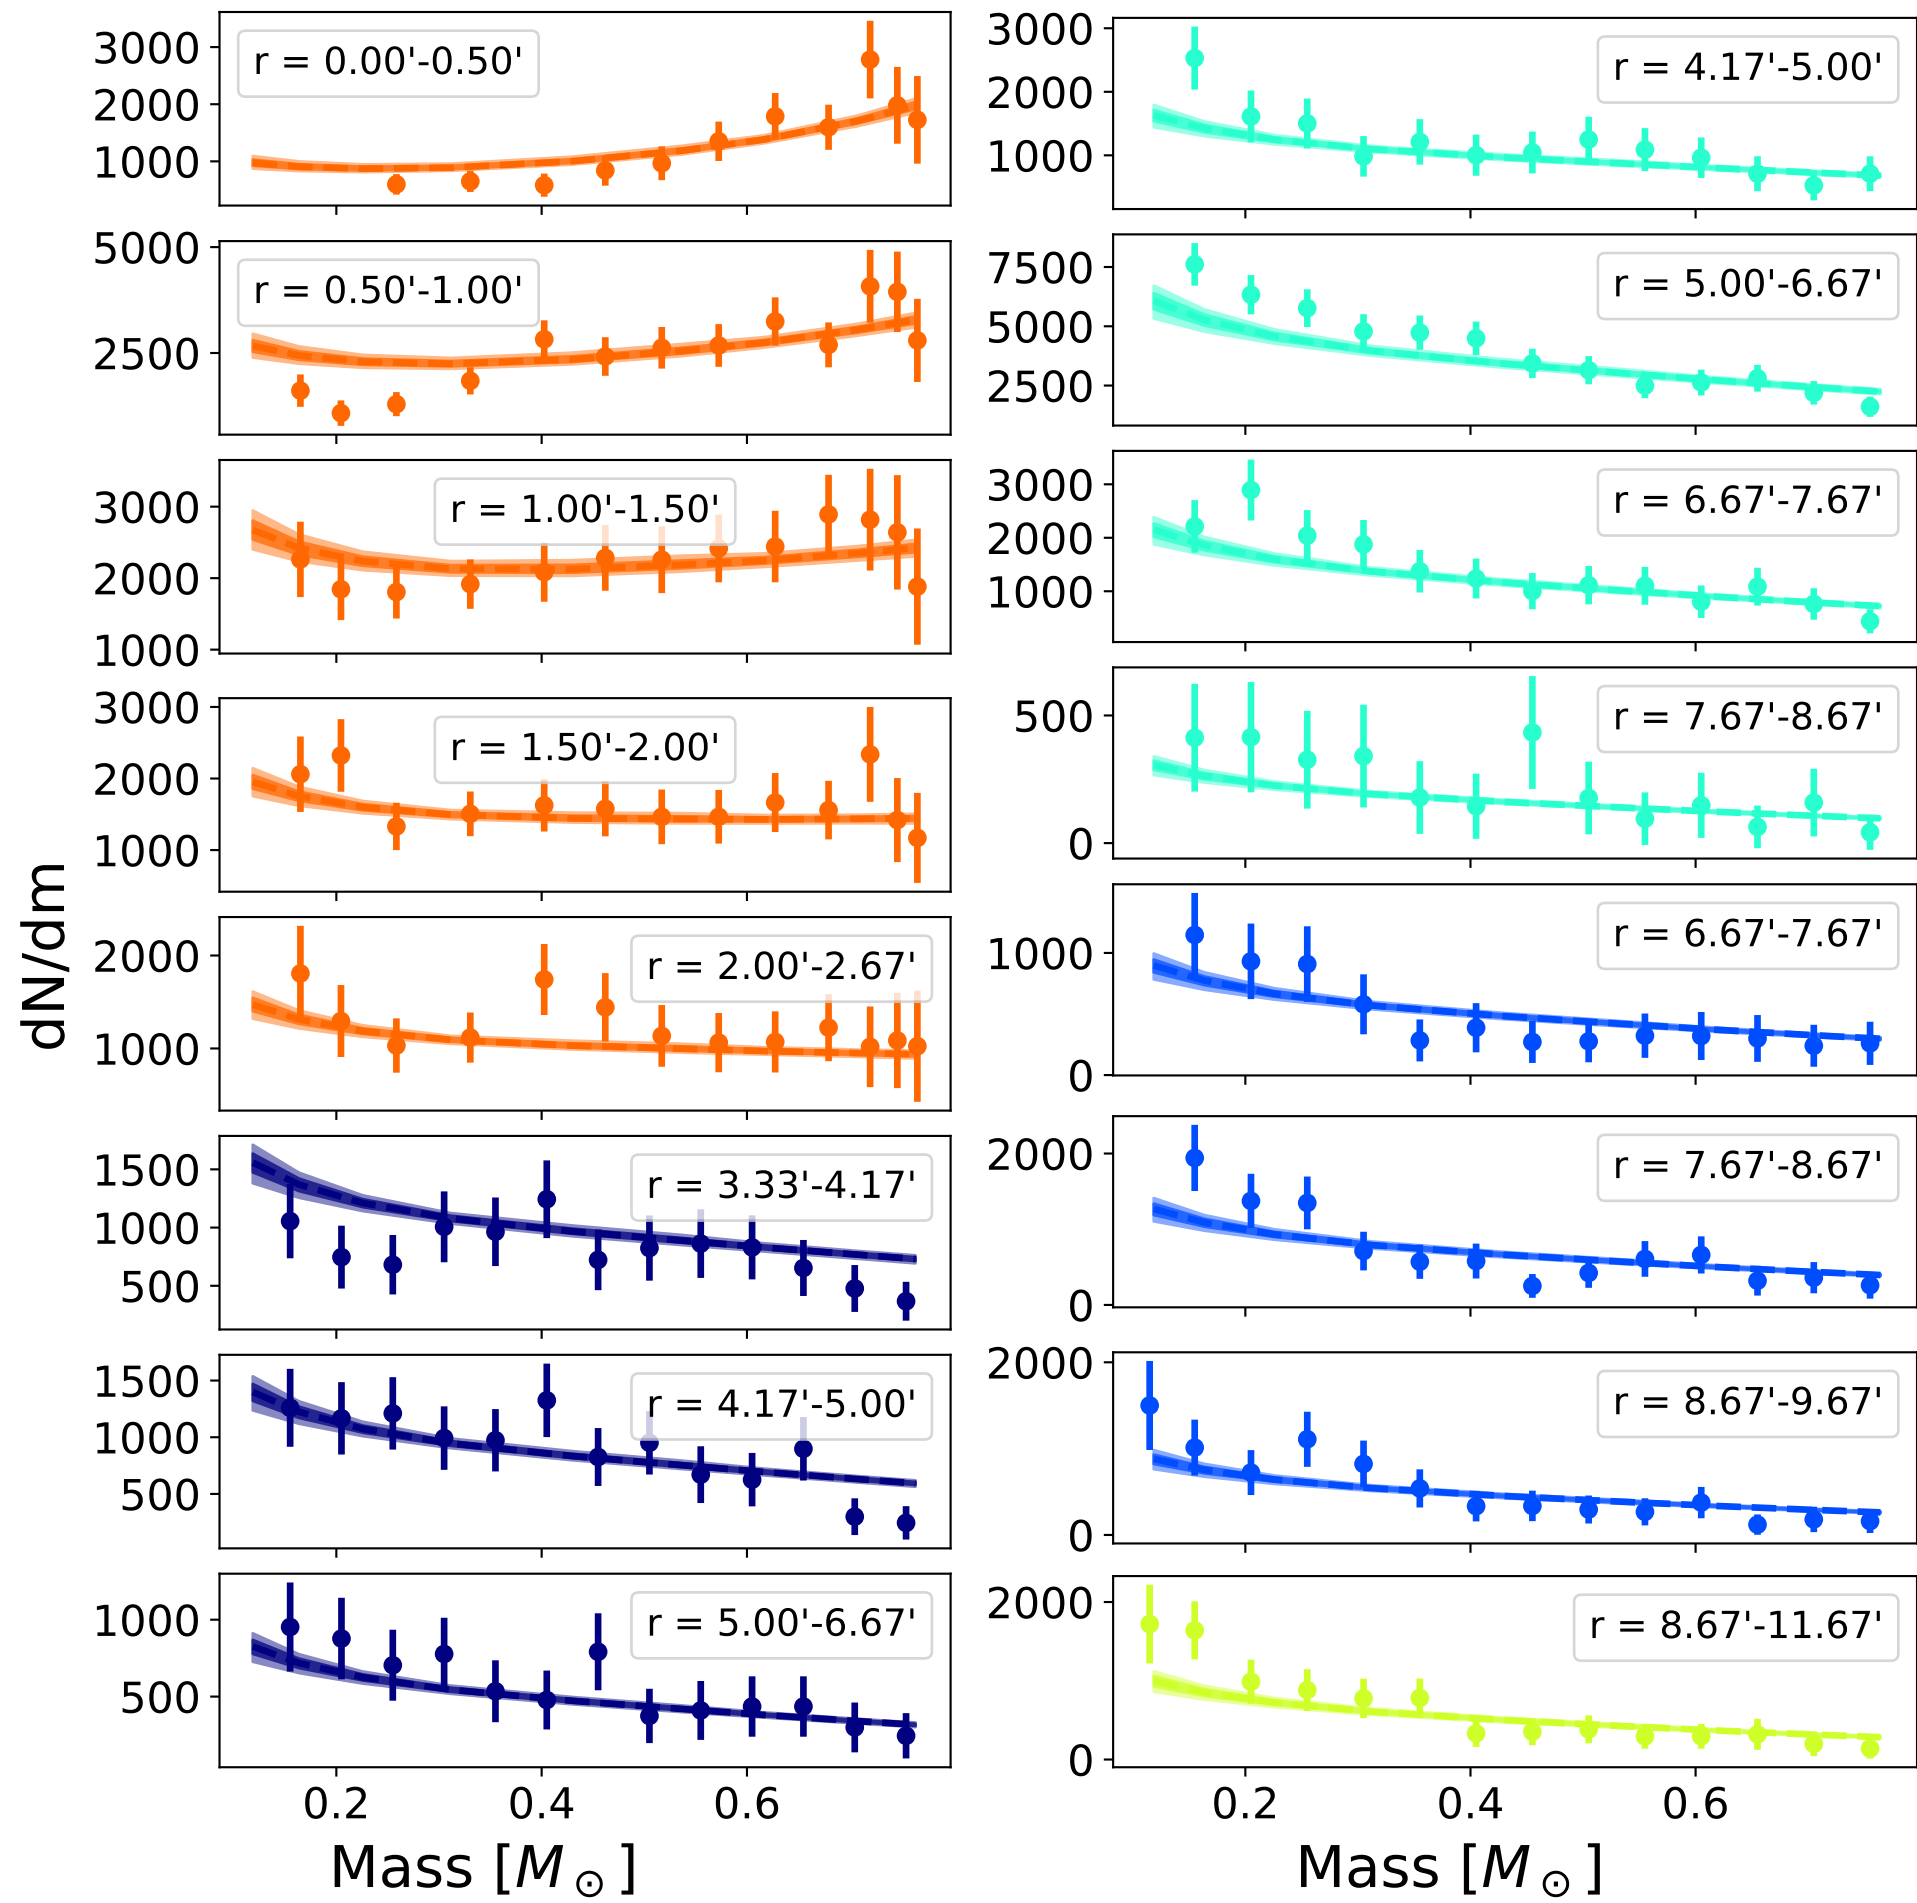 dN/dm
3000
2000
1000
r = 0.00'-0.50'
5000
2500
r = 0.50'-1.00'
3000
2000
1000
r = 1.00'-1.50'
3000
2000
1000
r = 1.50'-2.00'
2000
1000
r = 2.00'-2.67'
1500
1000
500
r = 3.33'-4.17'
1500
1000
500
r = 4.17'-5.00'
1000
500
r = 5.00'-6.67'
0.2 0.4 0.6
Mass [M⊙]
3000
2000
1000
r = 4.17'-5.00'
7500
5000
2500
r = 5.00'-6.67'
3000
2000
1000
r = 6.67'-7.67'
500
0
r = 7.67'-8.67'
1000
0
r = 6.67'-7.67'
2000
0
r = 7.67'-8.67'
2000
0
r = 8.67'-9.67'
2000
0
r = 8.67'-11.67'
0.2 0.4 0.6
Mass [M⊙]